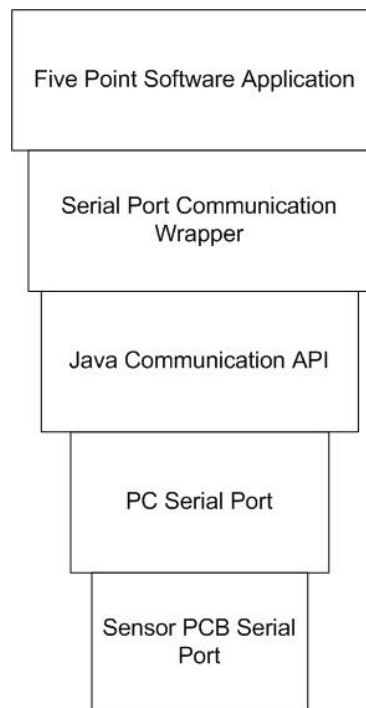 Five Point Software Application
Serial Port Communication
Wrapper
Java Communication API
PC Serial Port
Sensor PCB Serial
Port